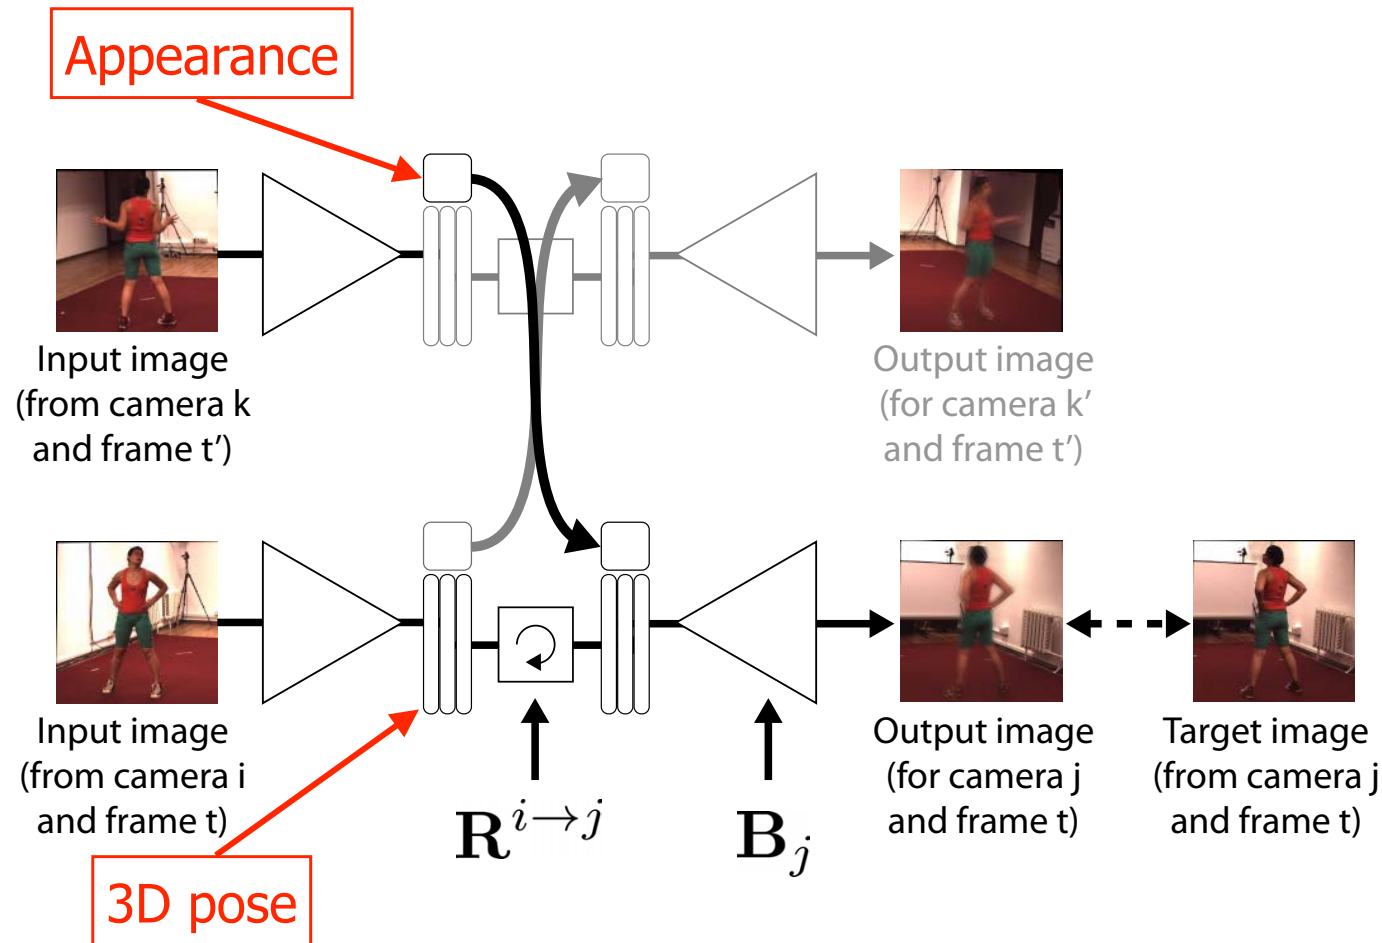 Appearance
Input image
(from camera k
and frame t’)
Output image
(for camera k’
and frame t’)
Input image
(from camera i
and frame t)
Output image
(for camera j
and frame t)
Target image
(from camera j
and frame t)
R^{i→j}
B_j
3D pose